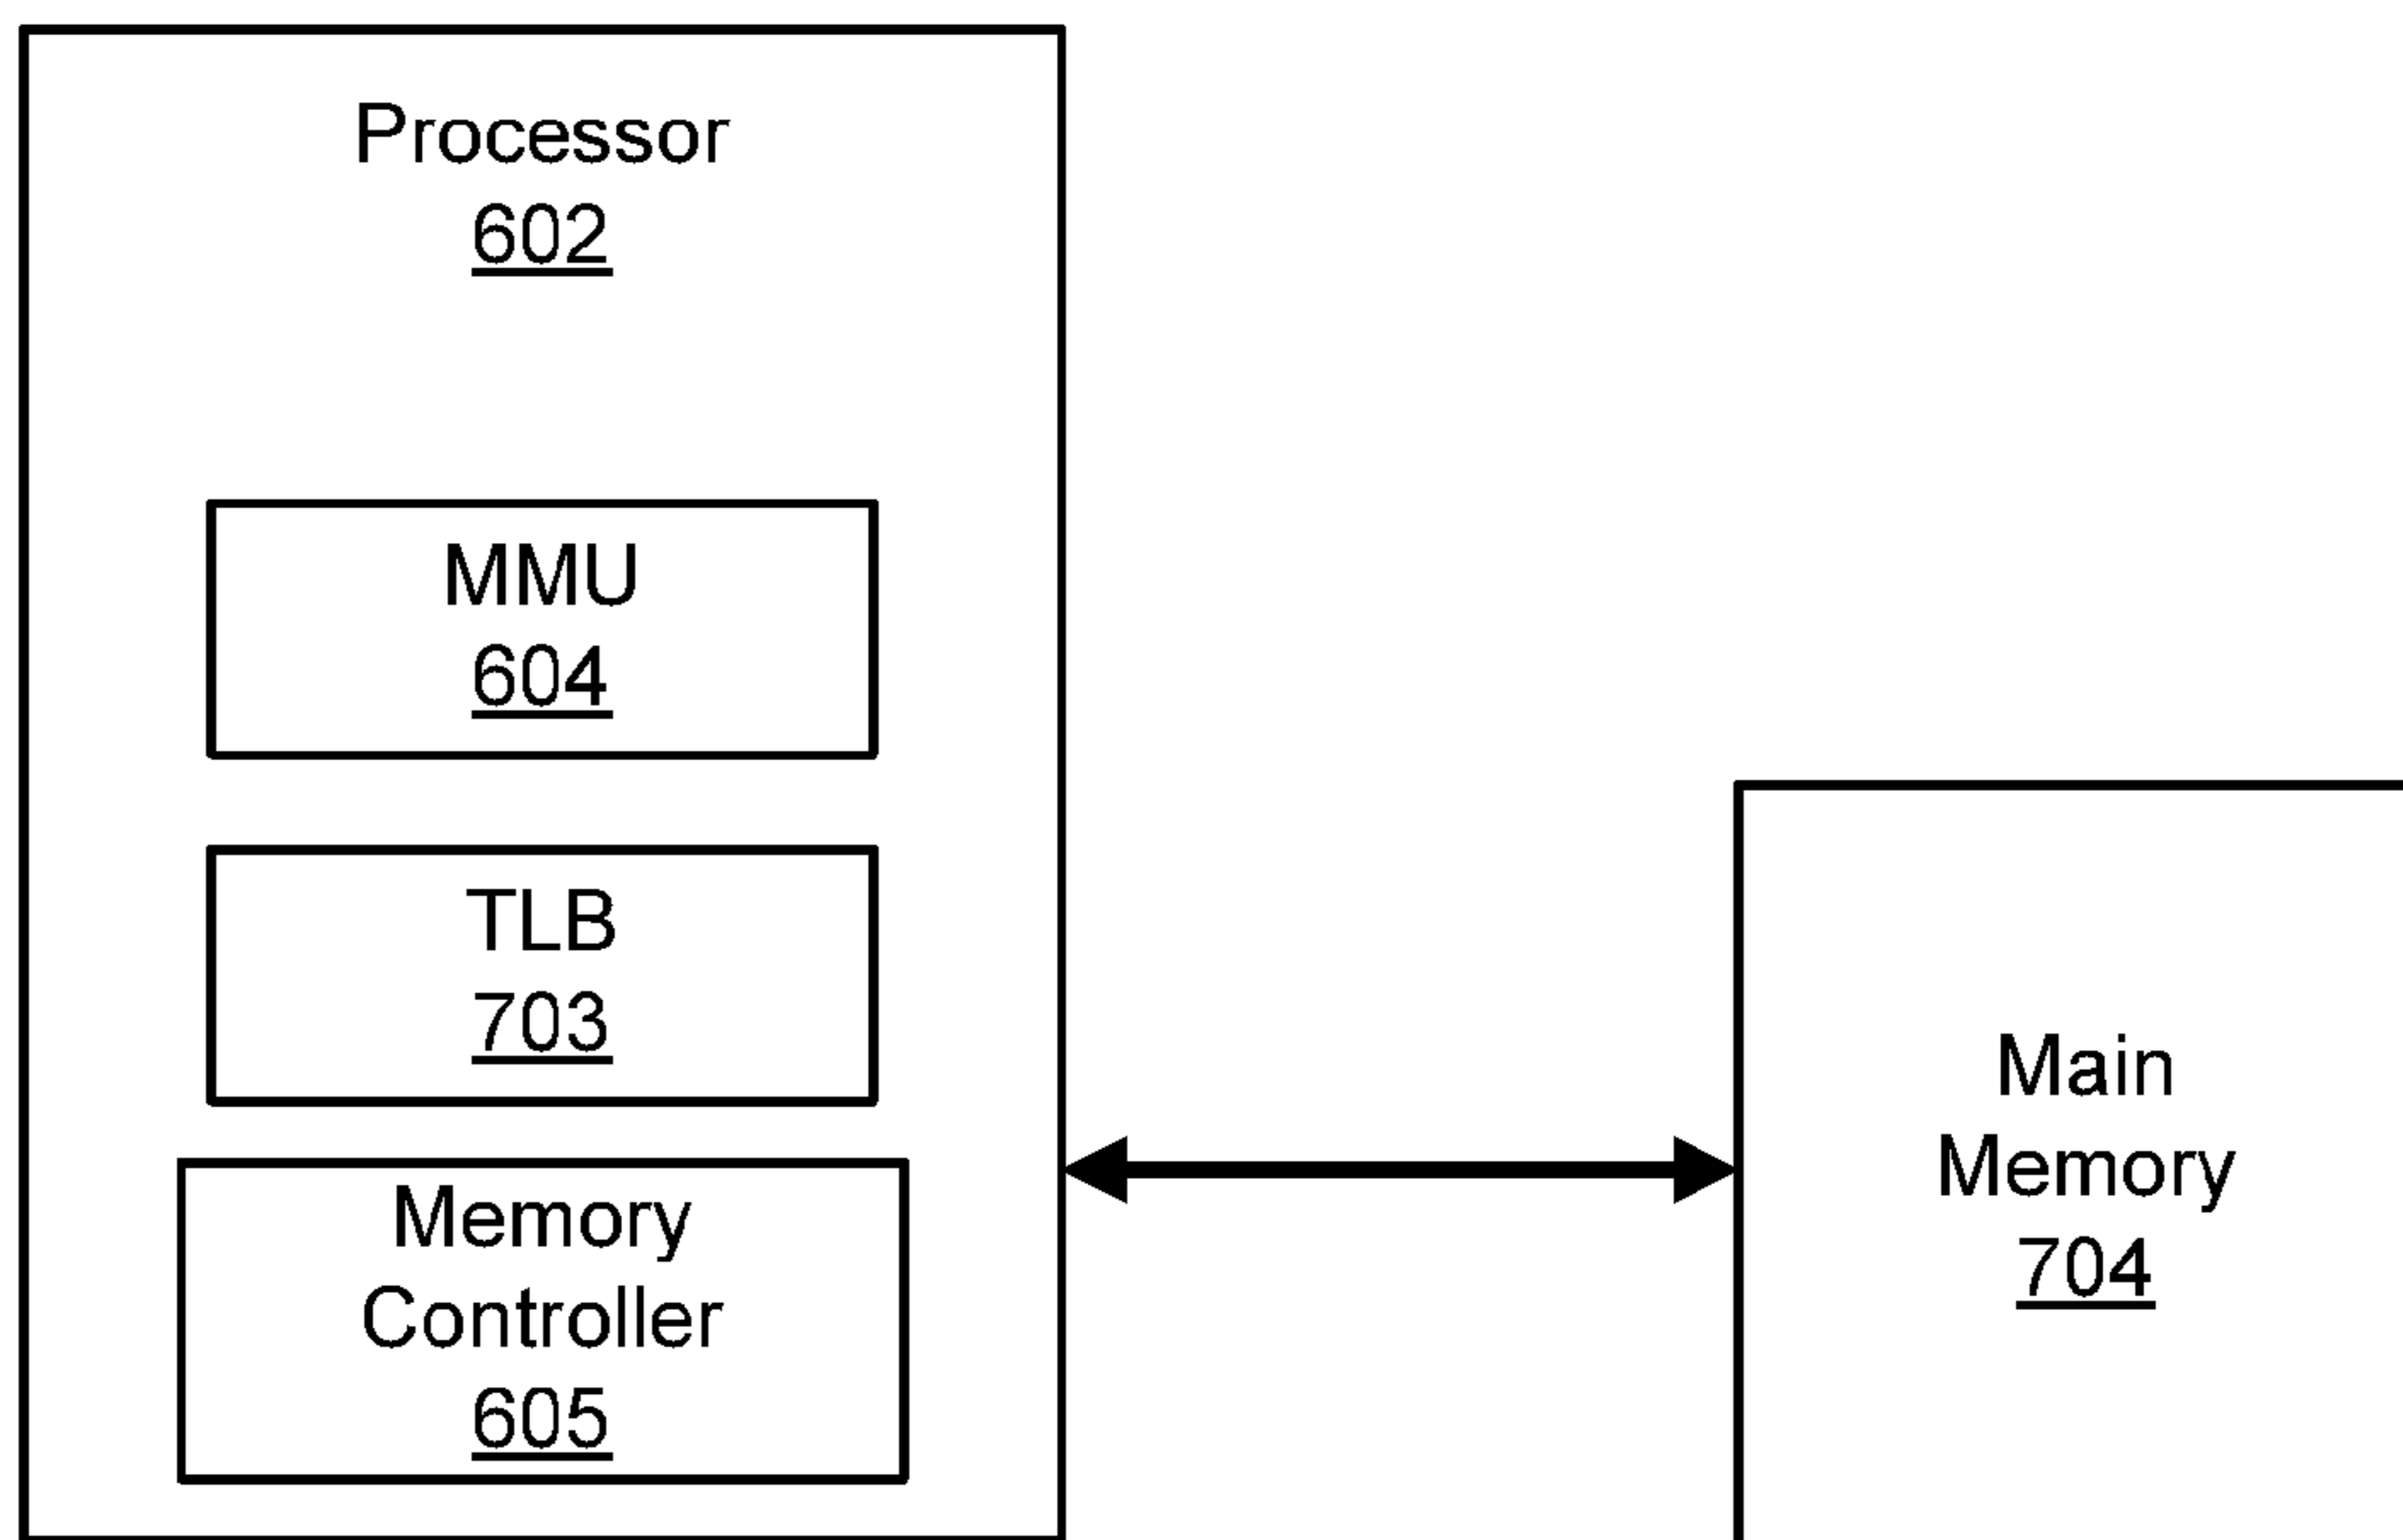 Processor
602
MMU
604
TLB
703
Memory
Controller
605
Main
Memory
704